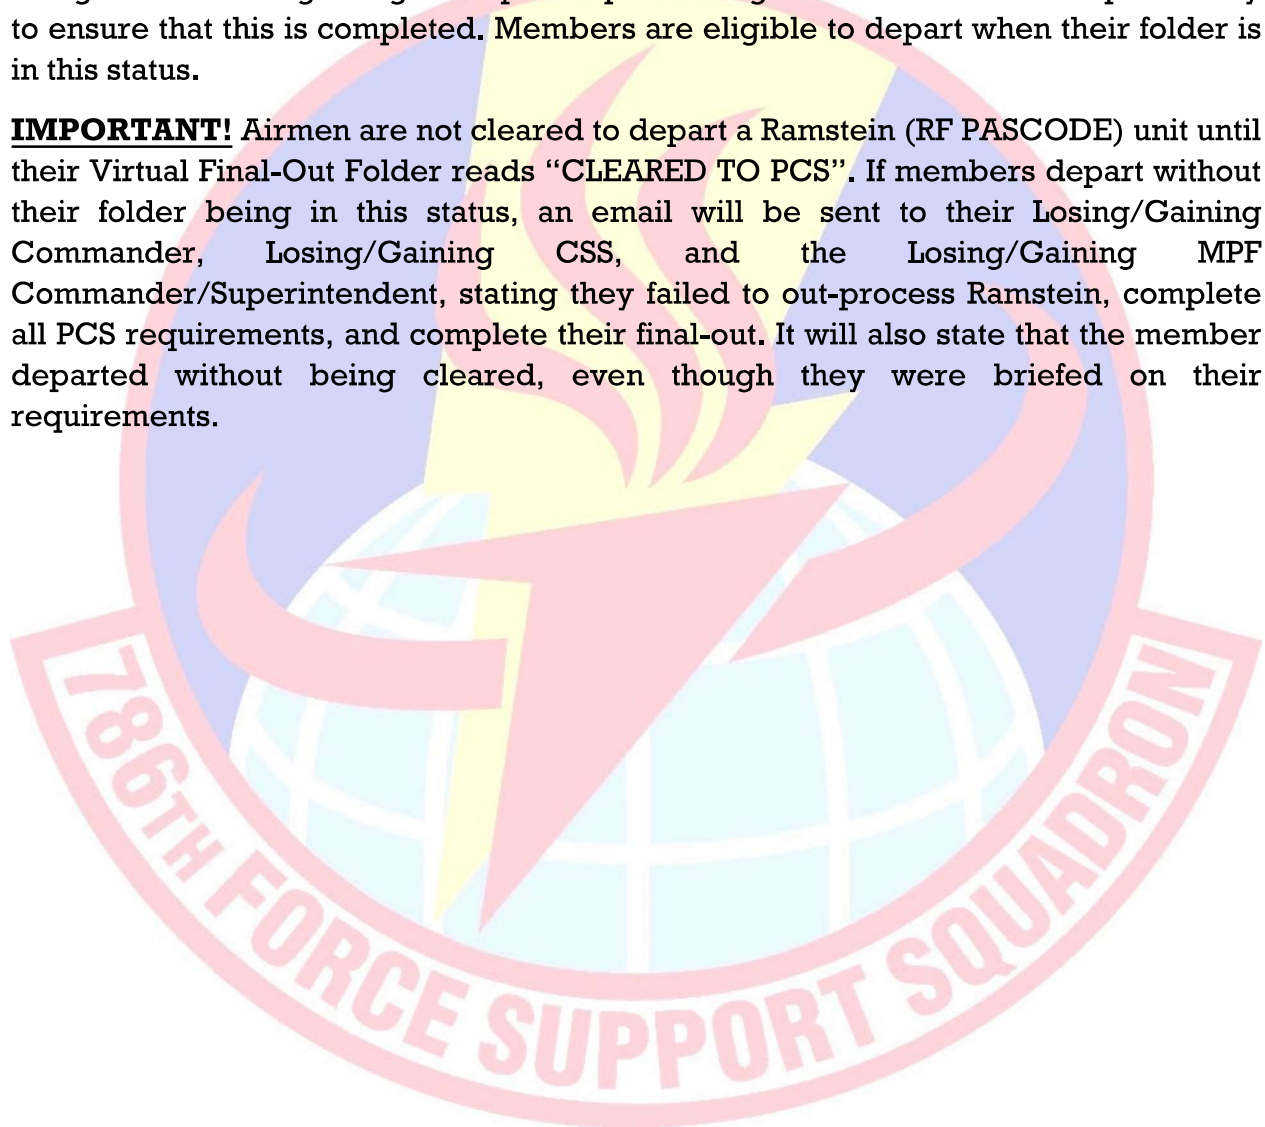 to ensure that this is completed. Members are eligible to depart when their folder is
in this status.
IMPORTANT! Airmen are not cleared to depart a Ramstein (RF PASCODE) unit until
their Virtual Final-Out Folder reads “CLEARED TO PCS”. If members depart without
their folder being in this status, an email will be sent to their Losing/Gaining
Commander, Losing/Gaining CSS, and the Losing/Gaining MPF
Commander/Superintendent, stating they failed to out-process Ramstein, complete
all PCS requirements, and complete their final-out. It will also state that the member
departed without being cleared, even though they were briefed on their
requirements.
786TH FORCE SUPPORT SQUADRON